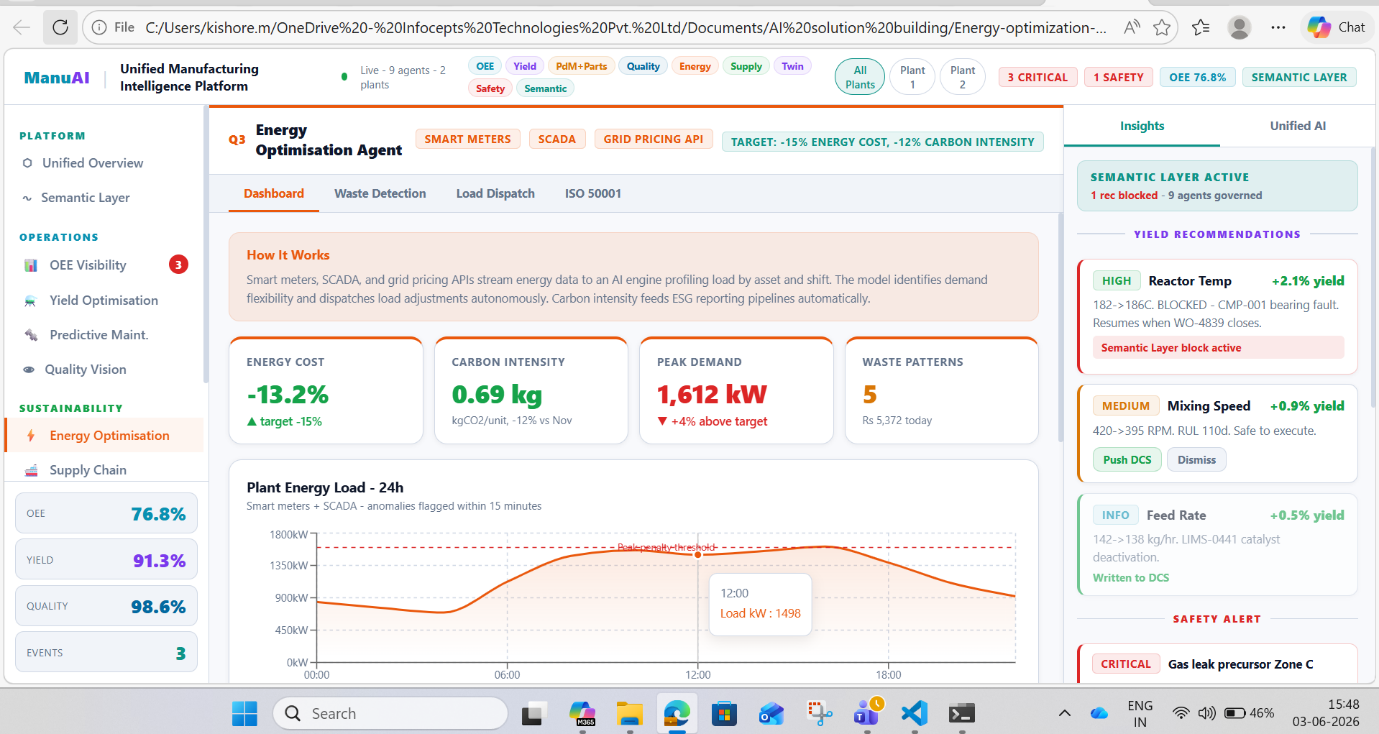 File
C:/Users/kishore.m/OneDrive%20-%20Infocepts%20Technologies%20Pvt.%20Ltd/Documents/AI%20solution%20building/Energy-optimization-...
Chat
ManuAI
Unified Manufacturing
Intelligence Platform
Live - 9 agents - 2
plants
OEE Yield PdM+Parts Quality Energy Supply Twin
Safety Semantic
All
Plants
Plant
1
Plant
2
3 CRITICAL
1 SAFETY
OEE 76.8%
SEMANTIC LAYER
PLATFORM
Unified Overview
Semantic Layer
OPERATIONS
OEE Visibility 3
Yield Optimisation
Predictive Maint.
Quality Vision
SUSTAINABILITY
Energy Optimisation
Supply Chain
OEE 76.8%
YIELD 91.3%
QUALITY 98.6%
EVENTS 3
Q3
Energy
Optimisation Agent
SMART METERS
SCADA
GRID PRICING API
TARGET: -15% ENERGY COST, -12% CARBON INTENSITY
Dashboard Waste Detection Load Dispatch ISO 50001
How It Works
Smart meters, SCADA, and grid pricing APIs stream energy data to an AI engine profiling load by asset and shift. The model identifies demand
flexibility and dispatches load adjustments autonomously. Carbon intensity feeds ESG reporting pipelines automatically.
ENERGY COST
-13.2%
▲ target -15%
CARBON INTENSITY
0.69 kg
kgCO2/unit, -12% vs Nov
PEAK DEMAND
1,612 kW
▼ +4% above target
WASTE PATTERNS
5
Rs 5,372 today
Plant Energy Load - 24h
Smart meters + SCADA - anomalies flagged within 15 minutes
1800kW
Peak penalty threshold
1350kW
900kW
450kW
0kW
12:00
Load kW : 1498
00:00 06:00 12:00 18:00
Insights
Unified AI
SEMANTIC LAYER ACTIVE
1 rec blocked - 9 agents governed
YIELD RECOMMENDATIONS
HIGH Reactor Temp +2.1% yield
182->186C. BLOCKED - CMP-001 bearing fault.
Resumes when WO-4839 closes.
Semantic Layer block active
MEDIUM Mixing Speed +0.9% yield
420->395 RPM. RUL 110d. Safe to execute.
Push DCS Dismiss
INFO Feed Rate +0.5% yield
142->138 kg/hr. LIMS-0441 catalyst
deactivation.
Written to DCS
SAFETY ALERT
CRITICAL Gas leak precursor Zone C
Search
M365
ENG
IN
46%
15:48
03-06-2026